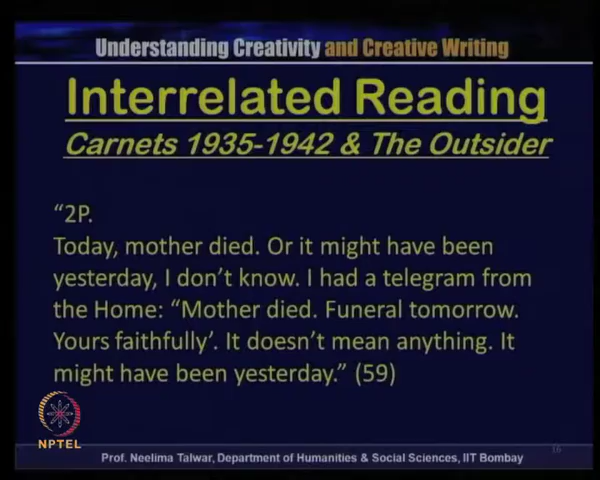 Understanding Creativity and Creative Writing
Interrelated Reading
Carnets 1935-1942 & The Outsider
“2P.
Today, mother died. Or it might have been
yesterday, I don’t know. I had a telegram from
the Home: “Mother died. Funeral tomorrow.
Yours faithfully’. It doesn’t mean anything. It
might have been yesterday.” (59)
NPTEL
16
Prof. Neelima Talwar, Department of Humanities & Social Sciences, IIT Bombay